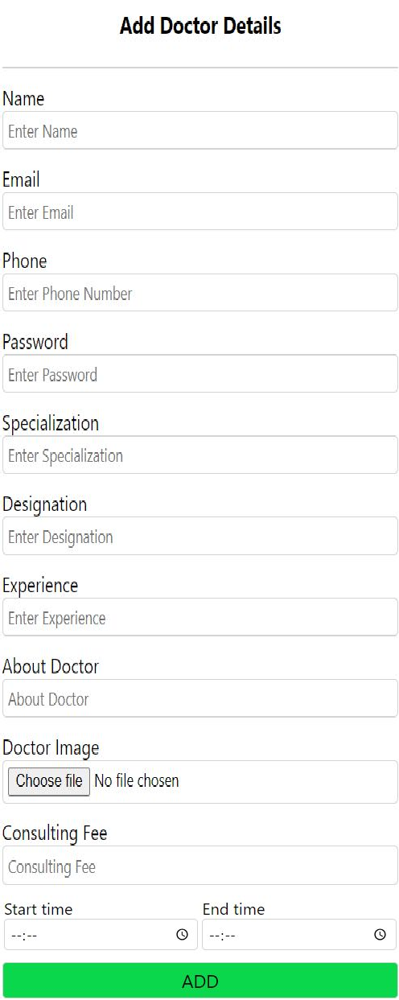 Add Doctor Details
Name
Enter Name
Email
Enter Email
Phone
Enter Phone Number
Password
Enter Password
Specialization
Enter Specialization
Designation
Enter Designation
Experience
Enter Experience
About Doctor
About Doctor
Doctor Image
Choose file No file chosen
Consulting Fee
Consulting Fee
Start time End time
--:-- --:--
ADD